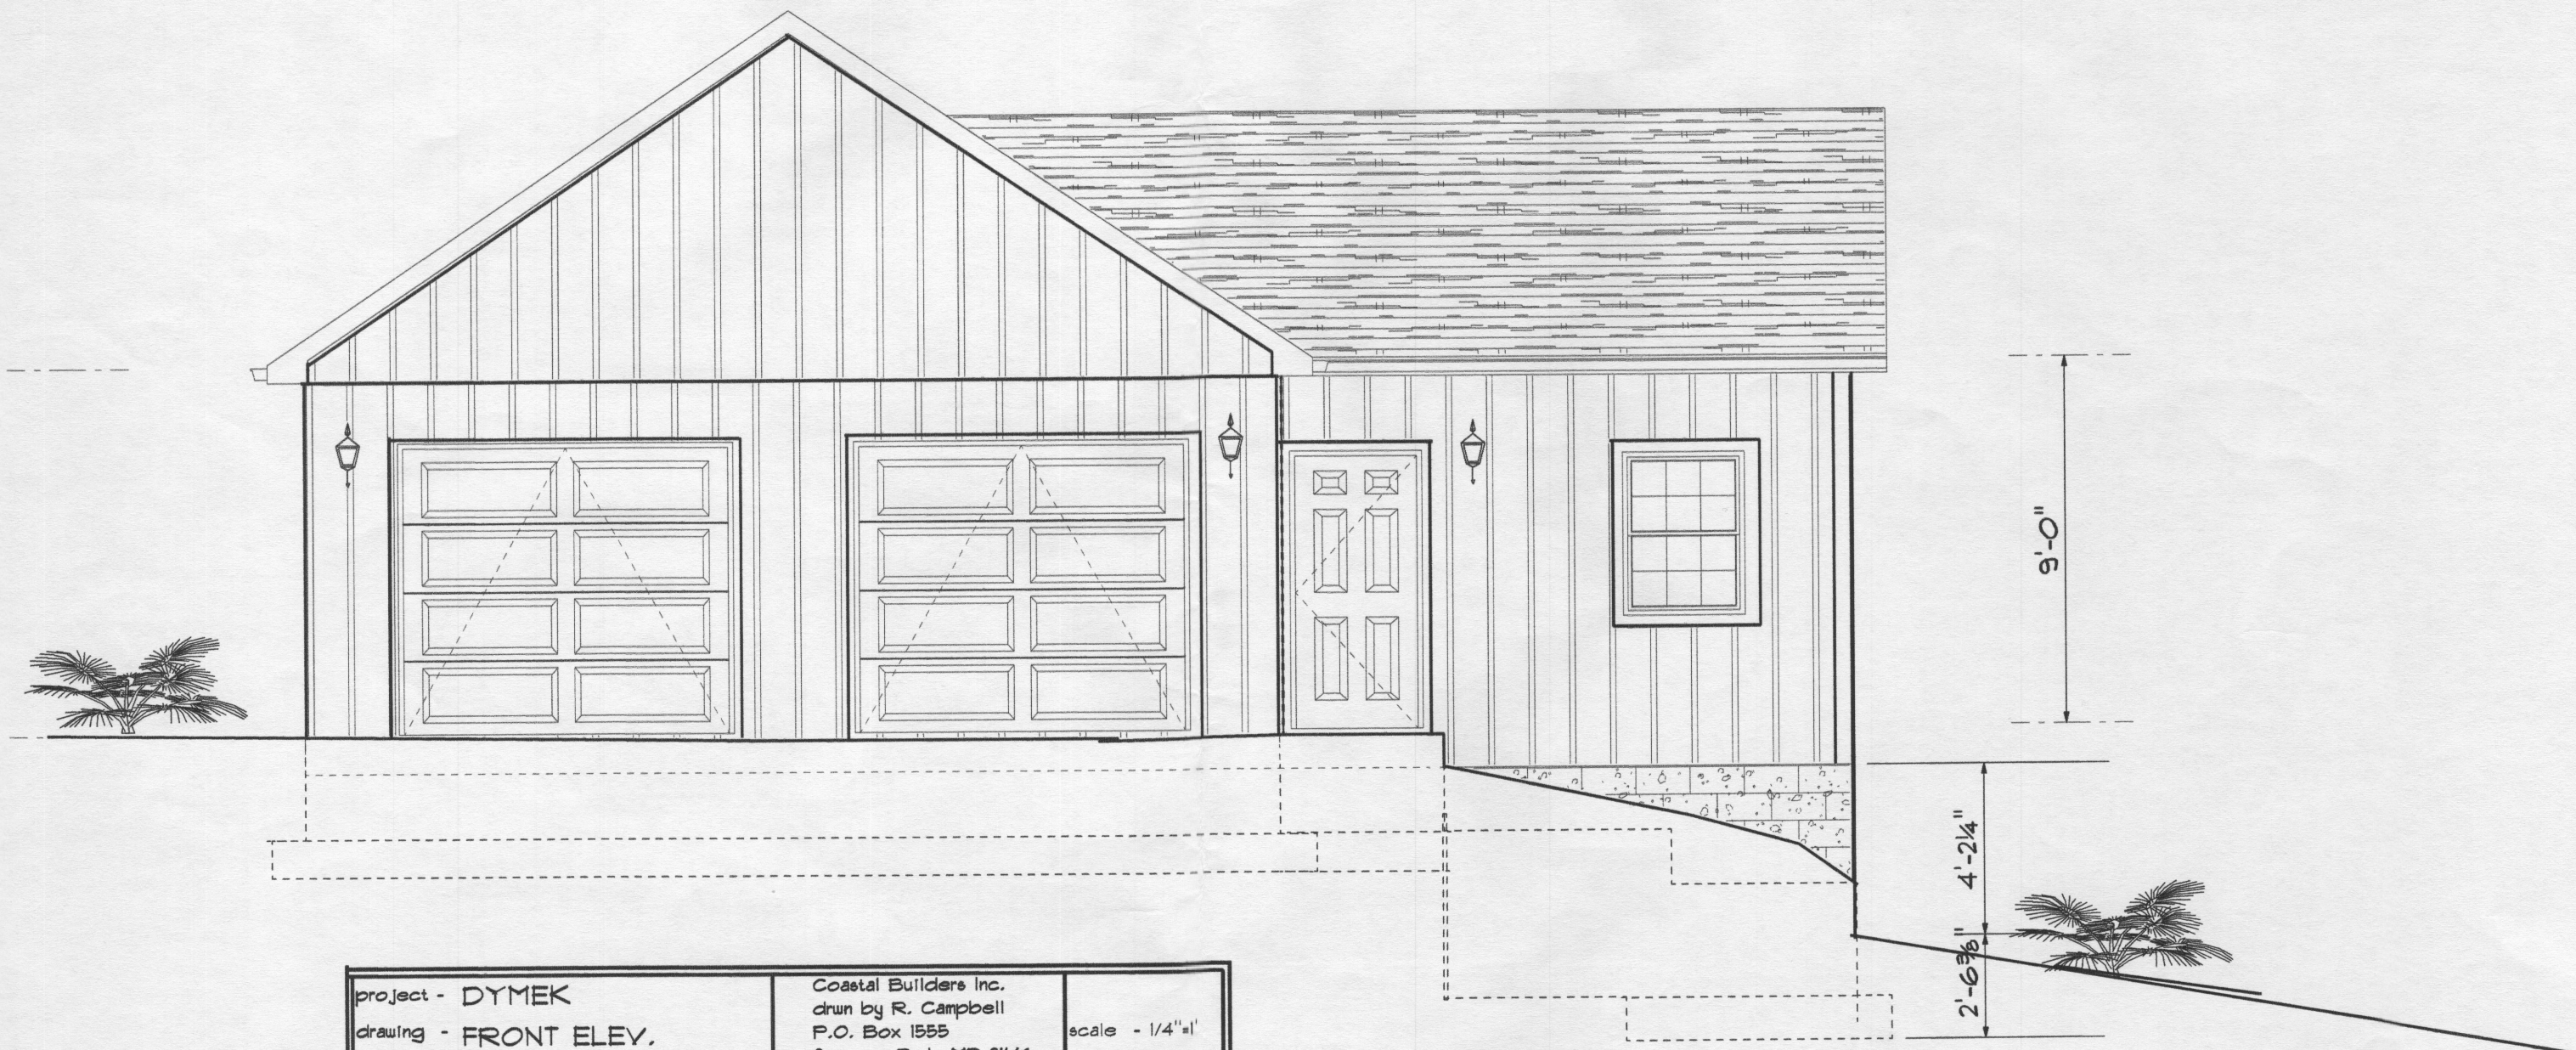 9'-0"
4'-2¼"
2'-6⅜"
project - DYMEK
drawing - FRONT ELEV.
Coastal Builders Inc.
drwn by R. Campbell
P.O. Box 1555
scale - 1/4"=1'